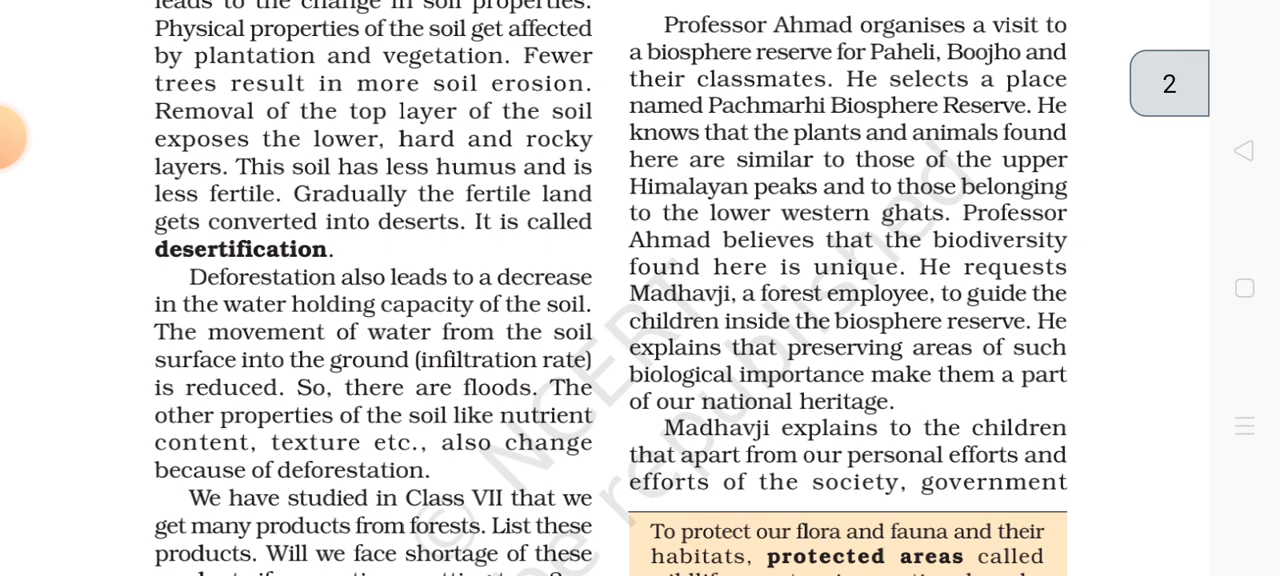 Physical properties of the soil get affected
by plantation and vegetation. Fewer
trees result in more soil erosion.
Removal of the top layer of the soil
exposes the lower, hard and rocky
layers. This soil has less humus and is
less fertile. Gradually the fertile land
gets converted into deserts. It is called
desertification.
Deforestation also leads to a decrease
in the water holding capacity of the soil.
The movement of water from the soil
surface into the ground (infiltration rate)
is reduced. So, there are floods. The
other properties of the soil like nutrient
content, texture etc., also change
because of deforestation.
We have studied in Class VII that we
get many products from forests. List these
products. Will we face shortage of these
Professor Ahmad organises a visit to
a biosphere reserve for Paheli, Boojho and
their classmates. He selects a place
named Pachmarhi Biosphere Reserve. He
knows that the plants and animals found
here are similar to those of the upper
Himalayan peaks and to those belonging
to the lower western ghats. Professor
Ahmad believes that the biodiversity
found here is unique. He requests
Madhavji, a forest employee, to guide the
children inside the biosphere reserve. He
explains that preserving areas of such
biological importance make them a part
of our national heritage.
Madhavji explains to the children
that apart from our personal efforts and
efforts of the society, government
To protect our flora and fauna and their
habitats, protected areas called
2
© NCERT
be republished